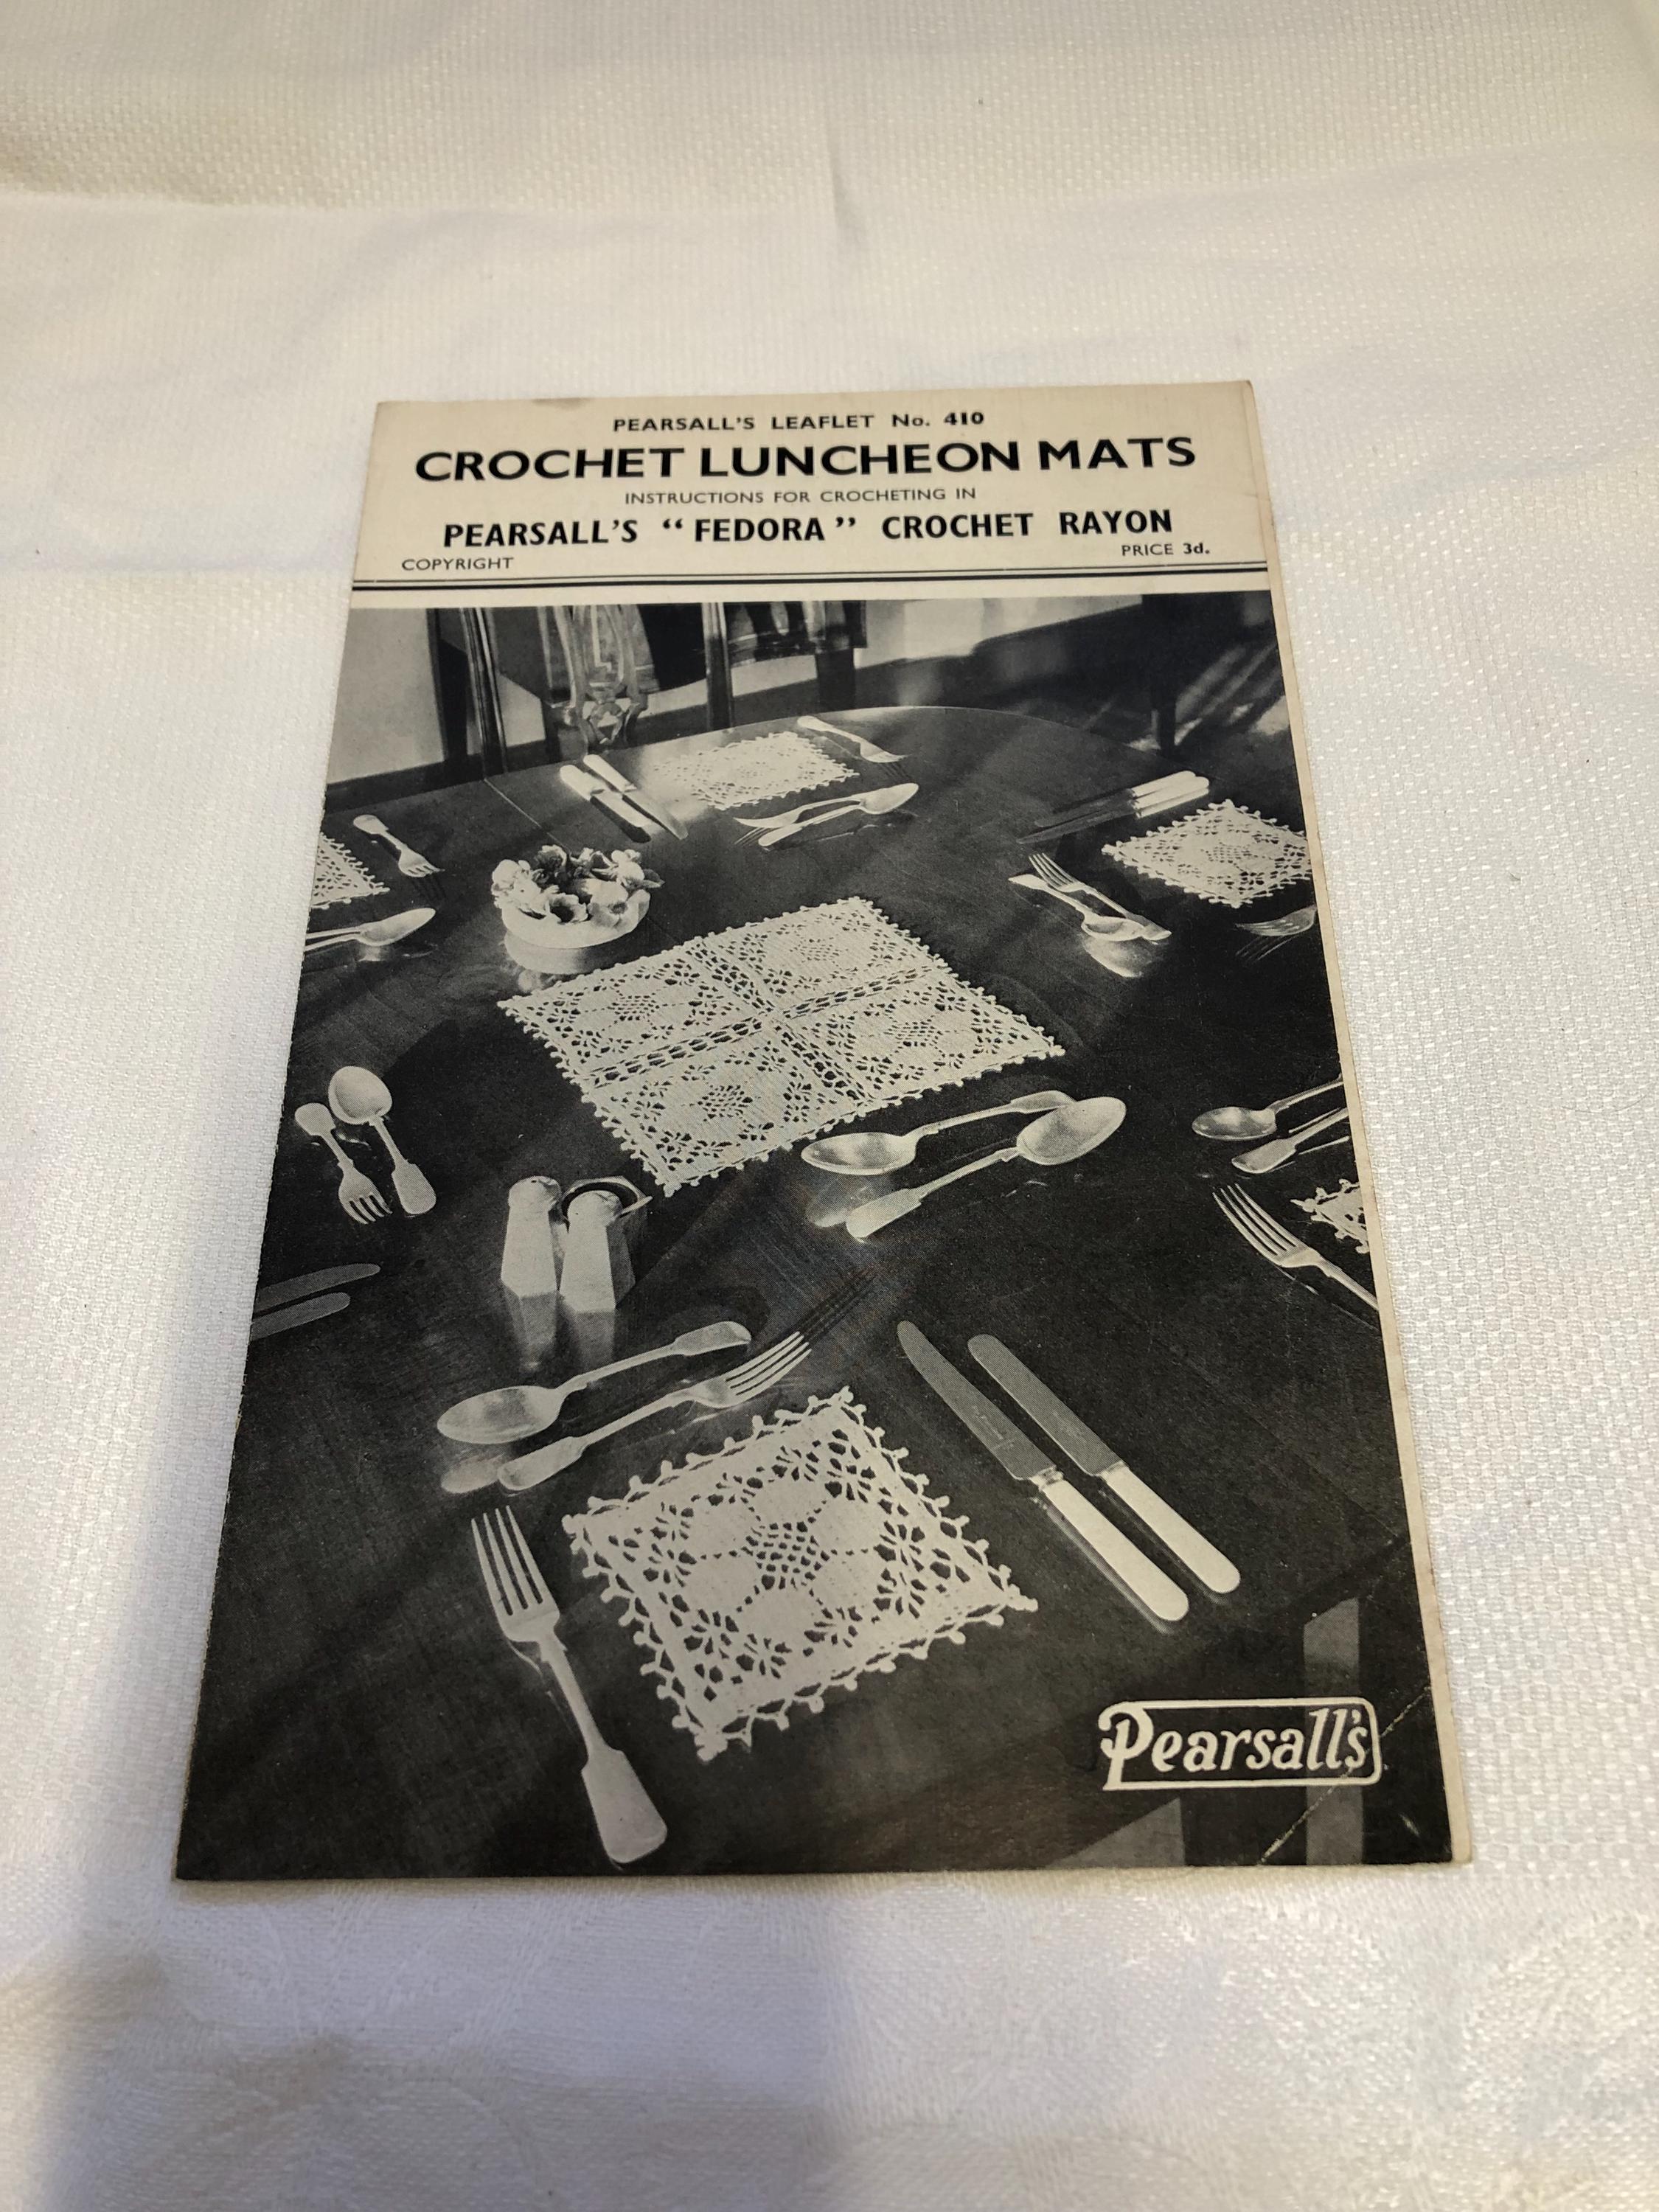 PEARSALL'S LEAFLET No. 410
CROCHET LUNCHEON MATS
INSTRUCTIONS FOR CROCHETING IN
PEARSALL'S “FEDORA” CROCHET RAYON
COPYRIGHT
PRICE 3d.
Pearsall's